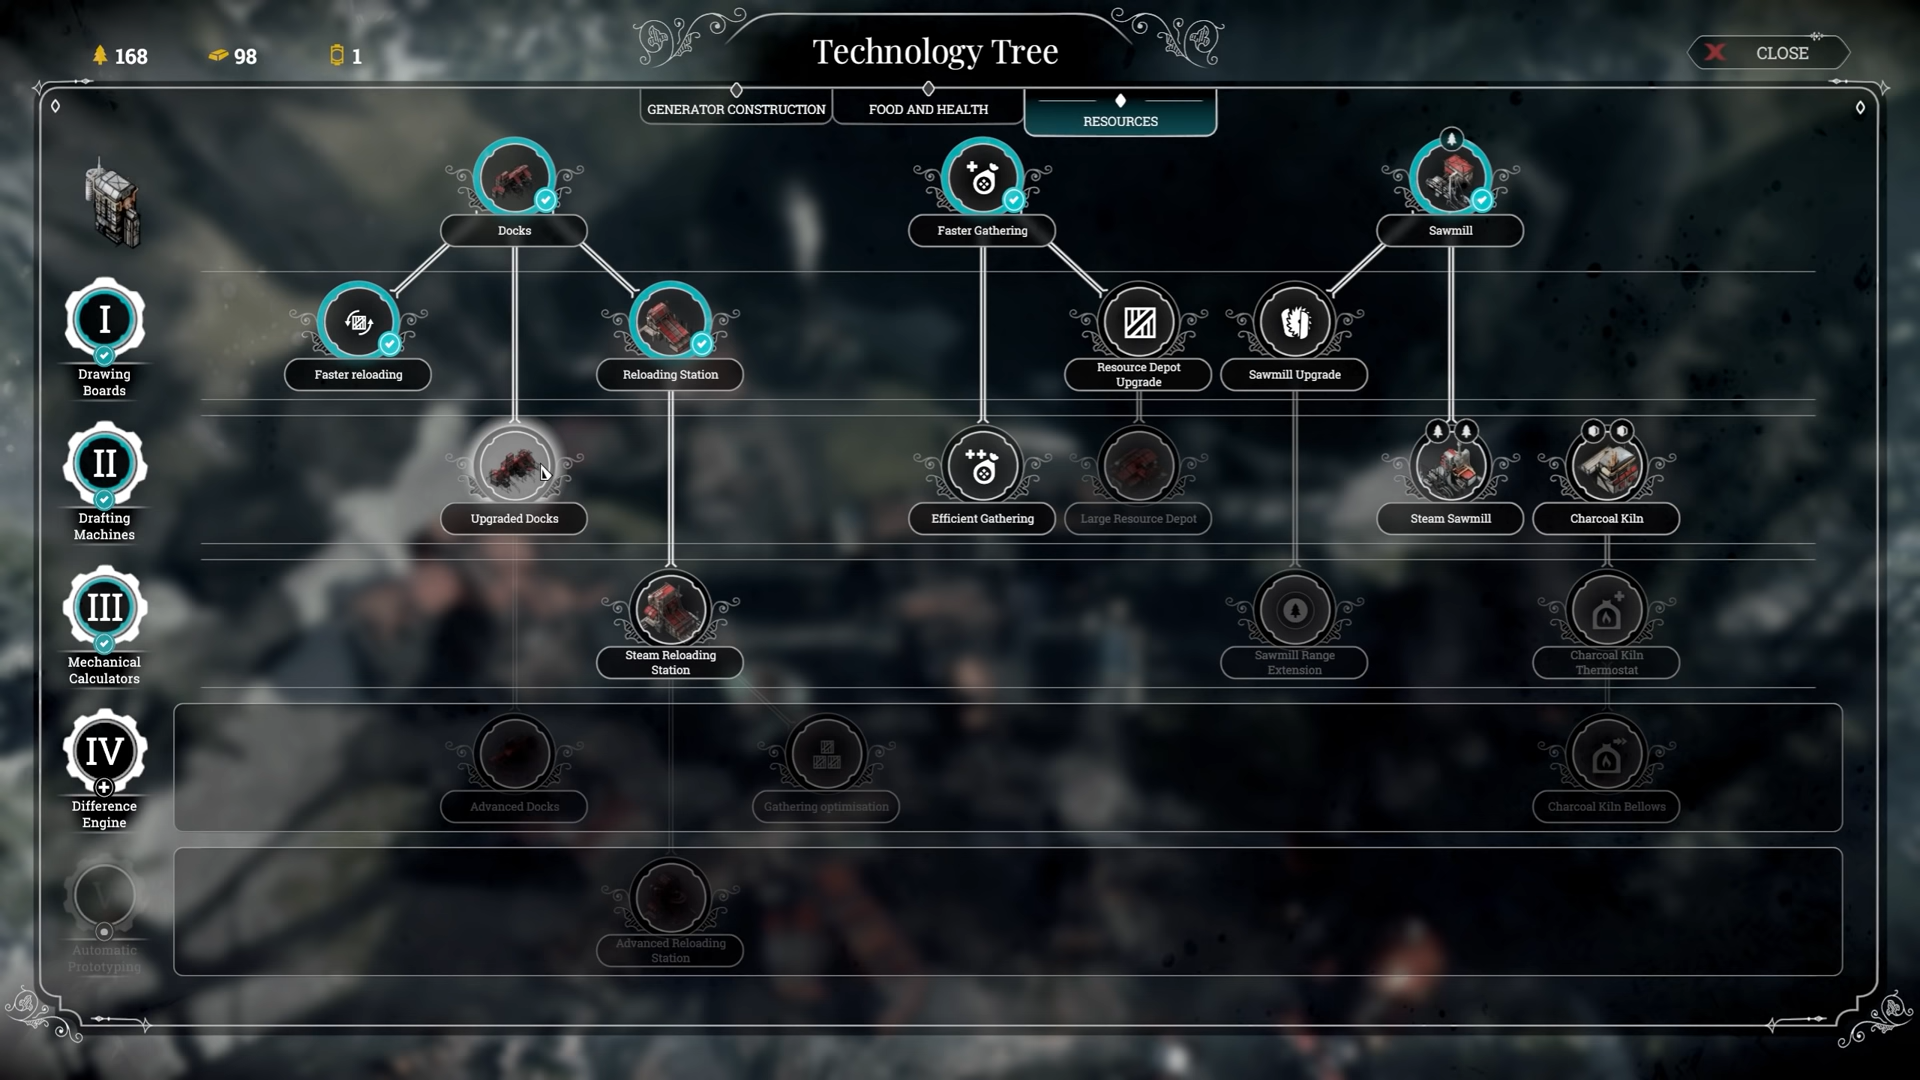 168
98
1
Technology Tree
CLOSE
GENERATOR CONSTRUCTION
FOOD AND HEALTH
RESOURCES
Docks
Faster Gathering
Sawmill
I
Drawing
Boards
Faster reloading
Reloading Station
Resource Depot
Upgrade
Sawmill Upgrade
II
Drafting
Machines
Upgraded Docks
Efficient Gathering
Large Resource Depot
Steam Sawmill
Charcoal Kiln
III
Mechanical
Calculators
Steam Reloading
Station
Sawmill Range
Extension
Charcoal Kiln
Thermostat
IV
Difference
Engine
Advanced Docks
Gathering optimisation
Charcoal Kiln Bellows
V
Automatic
Prototyping
Advanced Reloading
Station